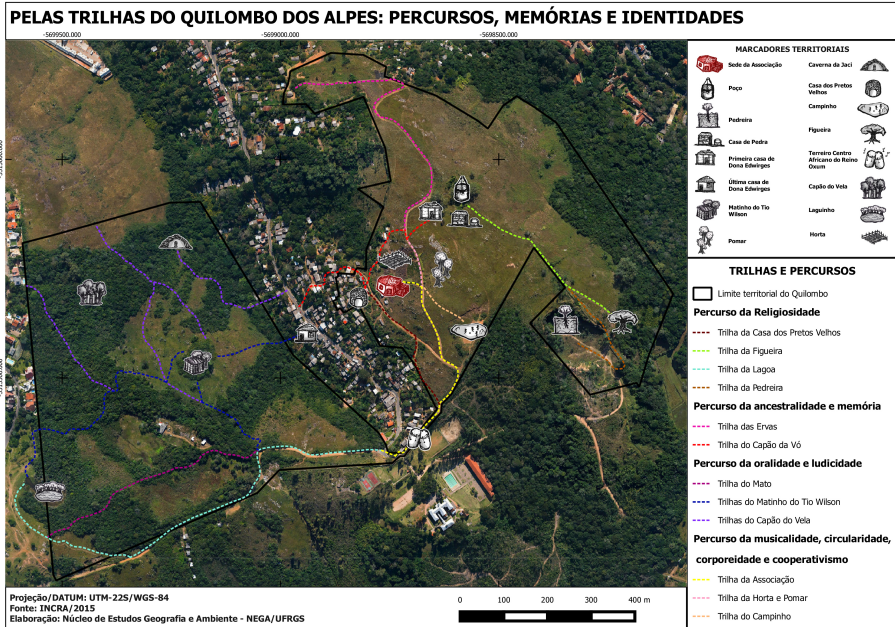 PELAS TRILHAS DO QUILOMBO DOS ALPES: PERCURSOS, MEMÓRIAS E IDENTIDADES
-5699500.000
-5699000.000
-5698500.000
MARCADORES TERRITORIAIS
Sede da Associação
Caverna da Jaci
Poço
Casa dos Pretos
Velhos
Pedreira
Campinho
Casa de Pedra
Figueira
Primeira casa de
Dona Edwirges
Terreiro Centro
Africano do Reino
Oxum
Última casa de
Dona Edwirges
Capão do Vela
Matinho do Tio
Wilson
Laguinho
Pomar
Horta
TRILHAS E PERCURSOS
Limite territorial do Quilombo
Percurso da Religiosidade
Trilha da Casa dos Pretos Velhos
Trilha da Figueira
Trilha da Lagoa
Trilha da Pedreira
Percurso da ancestralidade e memória
Trilha das Ervas
Trilha do Capão da Vó
Percurso da oralidade e ludicidade
Trilha do Mato
Trilhas do Matinho do Tio Wilson
Trilhas do Capão do Vela
Percurso da musicalidade, circularidade,
corporeidade e cooperativismo
Trilha da Associação
Trilha da Horta e Pomar
Trilha do Campinho
Projeção/DATUM: UTM-22S/WGS-84
Fonte: INCRA/2015
Elaboração: Núcleo de Estudos Geografia e Ambiente - NEGA/UFRGS
0 100 200 300 400 m